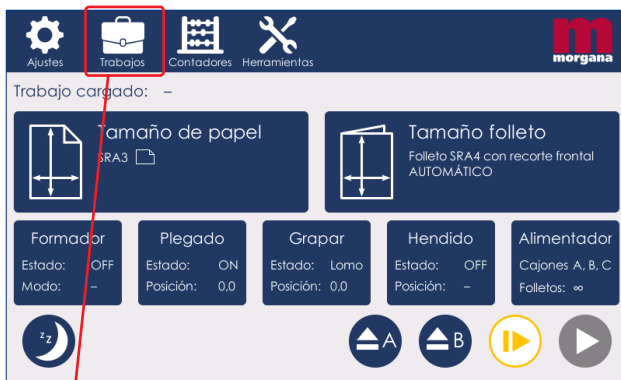 Ajustes
Trabajos
Contadores
Herramientas
morgana
Trabajo cargado: –
Tamaño de papel
SRA3
Tamaño folleto
Folleto SRA4 con recorte frontal
AUTOMÁTICO
Formador
Estado: OFF
Modo: –
Plegado
Estado: ON
Posición: 0,0
Grapar
Estado: Lomo
Posición: 0,0
Hendido
Estado: OFF
Posición: –
Alimentador
Cajones A, B, C
Folletos: ∞
z z
A
B